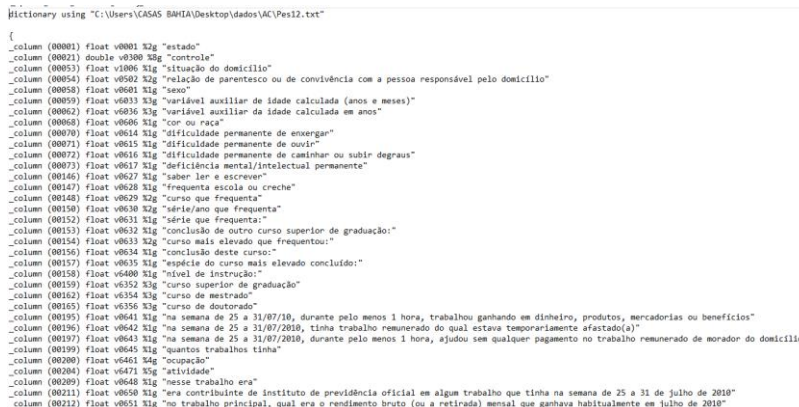 dictionary using "C:\Users\CASAS BAHIA\Desktop\dados\AC\Pes12.txt"
{
_column (00001) float v0001 %2g "estado"
_column (00021) double v0300 %8g "controle"
_column (00053) float v1006 %1g "situação do domicílio"
_column (00054) float v0502 %2g "relação de parentesco ou de convivência com a pessoa responsável pelo domicílio"
_column (00058) float v0601 %1g "sexo"
_column (00059) float v6033 %3g "variável auxiliar de idade calculada (anos e meses)"
_column (00062) float v6036 %3g "variável auxiliar da idade calculada em anos"
_column (00068) float v0606 %1g "cor ou raça"
_column (00070) float v0614 %1g "dificuldade permanente de enxergar"
_column (00071) float v0615 %1g "dificuldade permanente de ouvir"
_column (00072) float v0616 %1g "dificuldade permanente de caminhar ou subir degraus"
_column (00073) float v0617 %1g "deficiência mental/intelectual permanente"
_column (00146) float v0627 %1g "saber ler e escrever"
_column (00147) float v0628 %1g "frequenta escola ou creche"
_column (00148) float v0629 %2g "curso que frequenta"
_column (00150) float v0630 %2g "série/ano que frequenta"
_column (00152) float v0631 %1g "série que frequenta:"
_column (00153) float v0632 %1g "conclusão de outro curso superior de graduação:"
_column (00154) float v0633 %2g "curso mais elevado que frequentou:"
_column (00156) float v0634 %1g "conclusão deste curso:"
_column (00157) float v0635 %1g "espécie do curso mais elevado concluído:"
_column (00158) float v6400 %1g "nível de instrução:"
_column (00159) float v6352 %3g "curso superior de graduação"
_column (00162) float v6354 %3g "curso de mestrado"
_column (00165) float v6356 %3g "curso de doutorado"
_column (00195) float v0641 %1g "na semana de 25 a 31/07/10, durante pelo menos 1 hora, trabalhou ganhando em dinheiro, produtos, mercadorias ou benefícios"
_column (00196) float v0642 %1g "na semana de 25 a 31/07/2010, tinha trabalho remunerado do qual estava temporariamente afastado(a)"
_column (00197) float v0643 %1g "na semana de 25 a 31/07/2010, durante pelo menos 1 hora, ajudou sem qualquer pagamento no trabalho remunerado de morador do domicíli
_column (00199) float v0645 %1g "quantos trabalhos tinha"
_column (00200) float v6461 %4g "ocupação"
_column (00204) float v6471 %5g "atividade"
_column (00209) float v0648 %1g "nesse trabalho era"
_column (00211) float v0650 %1g "era contribuinte de instituto de previdência oficial em algum trabalho que tinha na semana de 25 a 31 de julho de 2010"
_column (00212) float v0651 %1g "no trabalho principal, qual era o rendimento bruto (ou a retirada) mensal que ganhava habitualmente em julho de 2010"